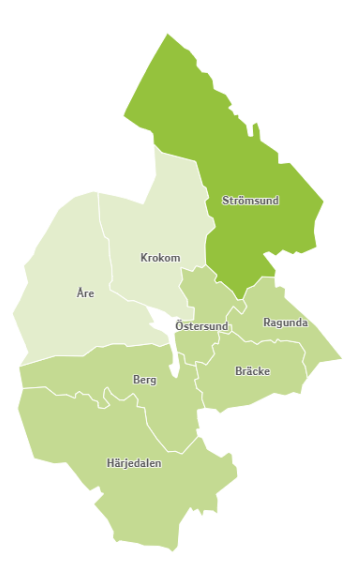 Strömsund
Krokom
Åre
Östersund
Ragunda
Bräcke
Berg
Härjedalen